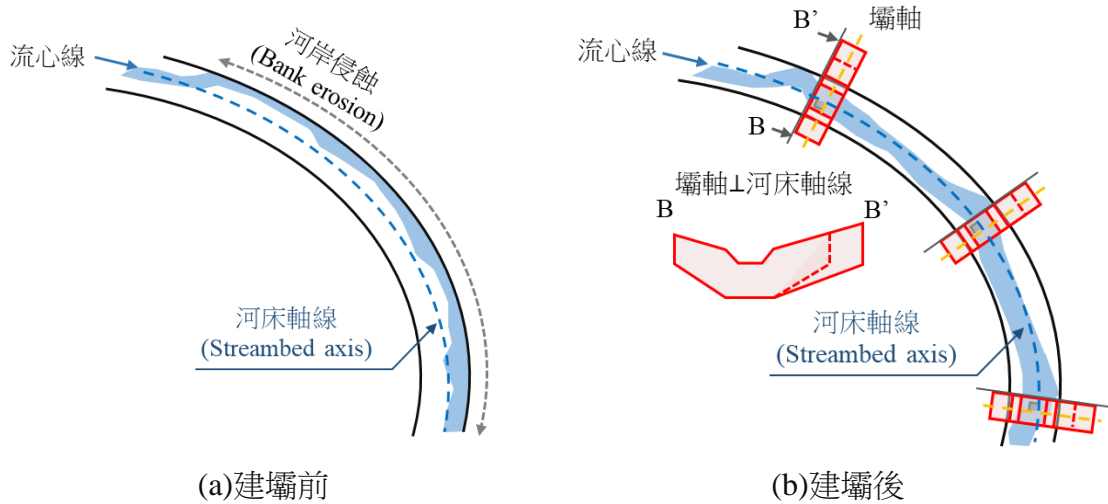 流心線
河岸侵蝕
(Bank erosion)
河床軸線
(Streambed axis)
(a)建壩前
B’
壩軸
流心線
B
壩軸⊥河床軸線
B
B’
河床軸線
(Streambed axis)
(b)建壩後